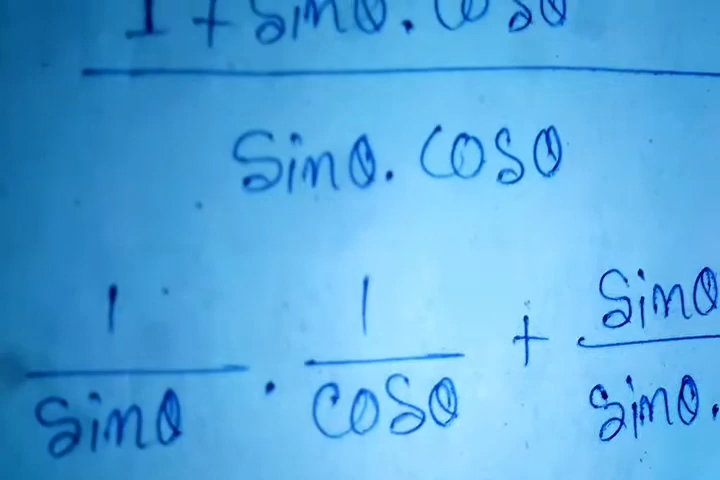 1 + sinθ. cosθ
sinθ. cosθ
1 1 + sinθ
sinθ . cosθ sinθ.